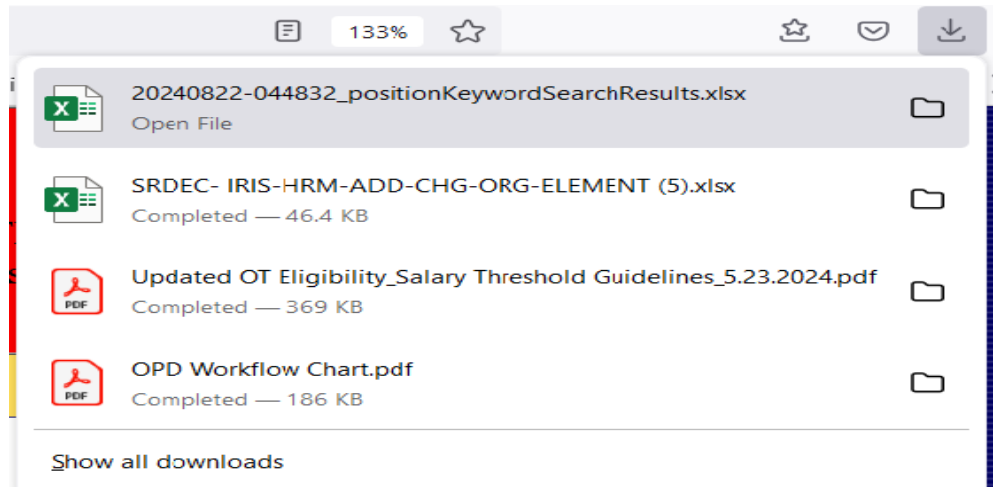 133%
20240822-044832_positionKeywordSearchResults.xlsx
Open File
SRDEC- IRIS-HRM-ADD-CHG-ORG-ELEMENT (5).xlsx
Completed — 46.4 KB
Updated OT Eligibility_Salary Threshold Guidelines_5.23.2024.pdf
PDF
Completed — 369 KB
OPD Workflow Chart.pdf
PDF
Completed — 186 KB
Show all downloads